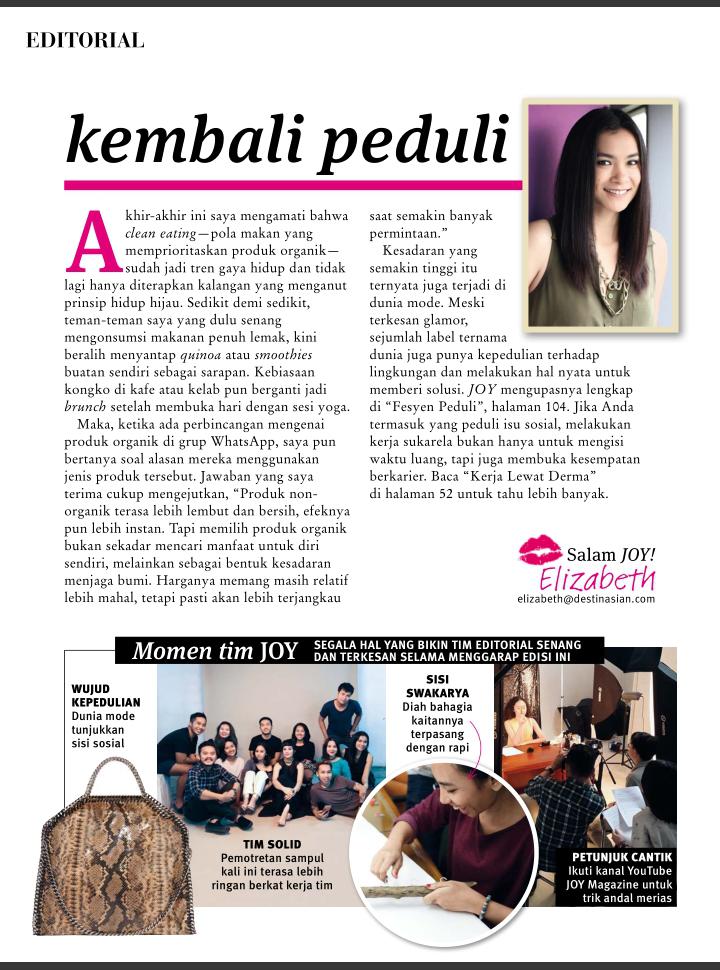 EDITORIAL
kembali peduli
Akhir-akhir ini saya mengamati bahwa
clean eating—pola makan yang
memprioritaskan produk organik—
sudah jadi tren gaya hidup dan tidak
lagi hanya diterapkan kalangan yang menganut
prinsip hidup hijau. Sedikit demi sedikit,
teman-teman saya yang dulu senang
mengonsumsi makanan penuh lemak, kini
beralih menyantap quinoa atau smoothies
buatan sendiri sebagai sarapan. Kebiasaan
kongko di kafe atau kelab pun berganti jadi
brunch setelah membuka hari dengan sesi yoga.
Maka, ketika ada perbincangan mengenai
produk organik di grup WhatsApp, saya pun
bertanya soal alasan mereka menggunakan
jenis produk tersebut. Jawaban yang saya
terima cukup mengejutkan, “Produk non-
organik terasa lebih lembut dan bersih, efeknya
pun lebih instan. Tapi memilih produk organik
bukan sekadar mencari manfaat untuk diri
sendiri, melainkan sebagai bentuk kesadaran
menjaga bumi. Harganya memang masih relatif
lebih mahal, tetapi pasti akan lebih terjangkau
saat semakin banyak
permintaan.”
Kesadaran yang
semakin tinggi itu
ternyata juga terjadi di
dunia mode. Meski
terkesan glamor,
sejumlah label ternama
dunia juga punya kepedulian terhadap
lingkungan dan melakukan hal nyata untuk
memberi solusi. JOY mengupasnya lengkap
di “Fesyen Peduli”, halaman 104. Jika Anda
termasuk yang peduli isu sosial, melakukan
kerja sukarela bukan hanya untuk mengisi
waktu luang, tapi juga membuka kesempatan
berkarier. Baca “Kerja Lewat Derma”
di halaman 52 untuk tahu lebih banyak.
Salam JOY!
Elizabeth
elizabeth@destinasian.com
Momen tim JOY
SEGALA HAL YANG BIKIN TIM EDITORIAL SENANG
DAN TERKESAN SELAMA MENGGARAP EDISI INI
WUJUD
KEPEDULIAN
Dunia mode
tunjukkan
sisi sosial
TIM SOLID
Pemotretan sampul
kali ini terasa lebih
ringan berkat kerja tim
SISI
SWAKARYA
Diah bahagia
kaitannya
terpasang
dengan rapi
PETUNJUK CANTIK
Ikuti kanal YouTube
JOY Magazine untuk
trik andal merias